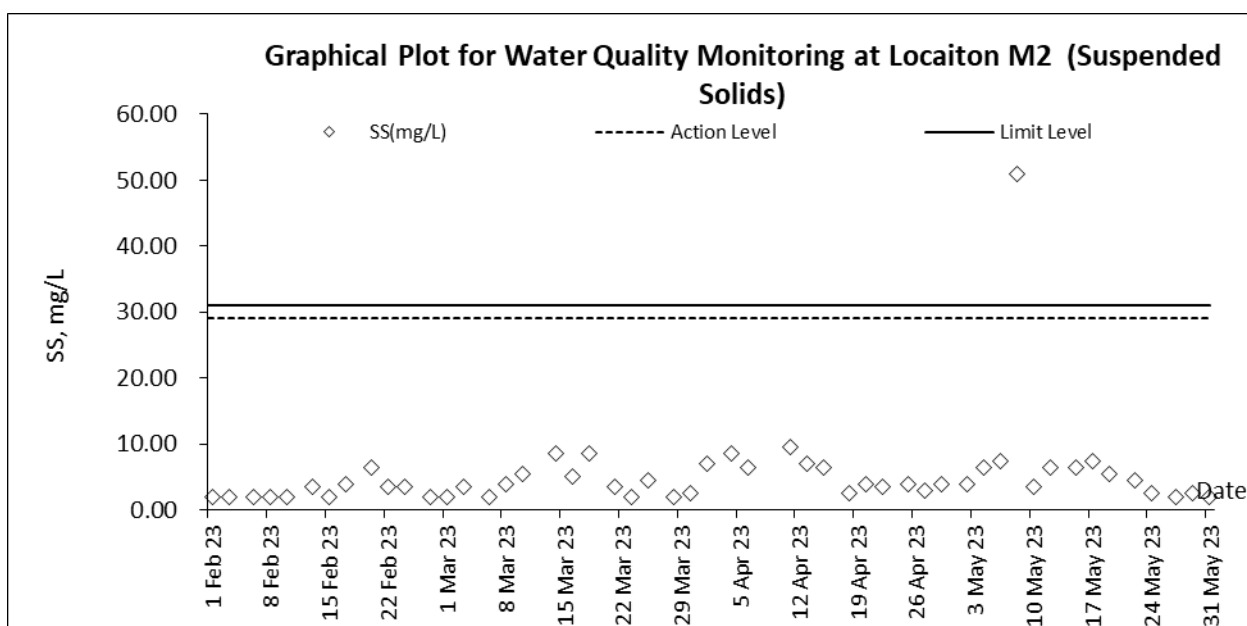 Graphical Plot for Water Quality Monitoring at Locaiton M2 (Suspended
Solids)
SS(mg/L)
Action Level
Limit Level
SS, mg/L
60.00
50.00
40.00
30.00
20.00
10.00
0.00
Date
1 Feb 23
8 Feb 23
15 Feb 23
22 Feb 23
1 Mar 23
8 Mar 23
15 Mar 23
22 Mar 23
29 Mar 23
5 Apr 23
12 Apr 23
19 Apr 23
26 Apr 23
3 May 23
10 May 23
17 May 23
24 May 23
31 May 23